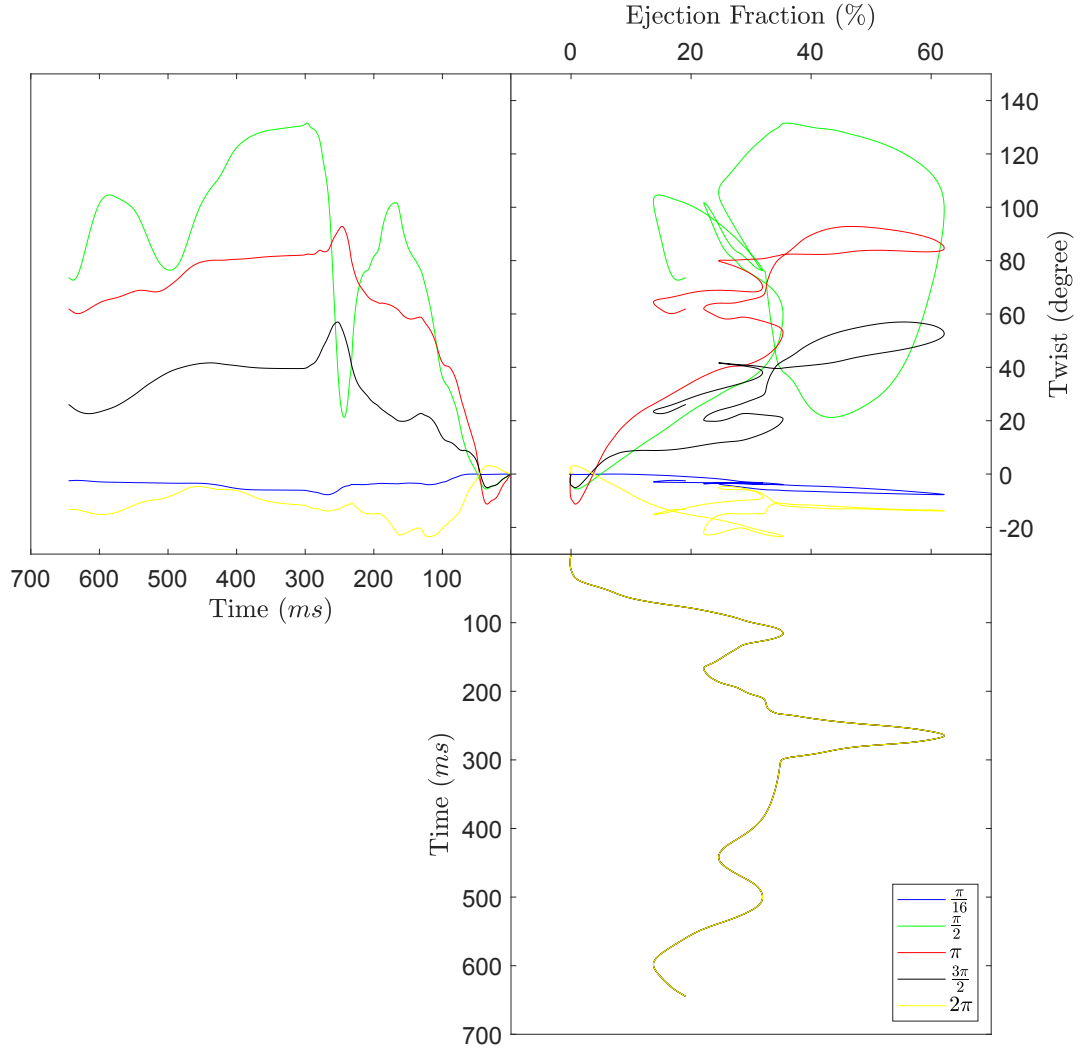 Ejection Fraction (%)
0 20 40 60
140
120
100
80
60
40
20
0
-20
Twist (degree)
700 600 500 400 300 200 100
Time (ms)
100
200
300
400
500
600
700
Time (ms)
π/16
π/2
π
3π/2
2π